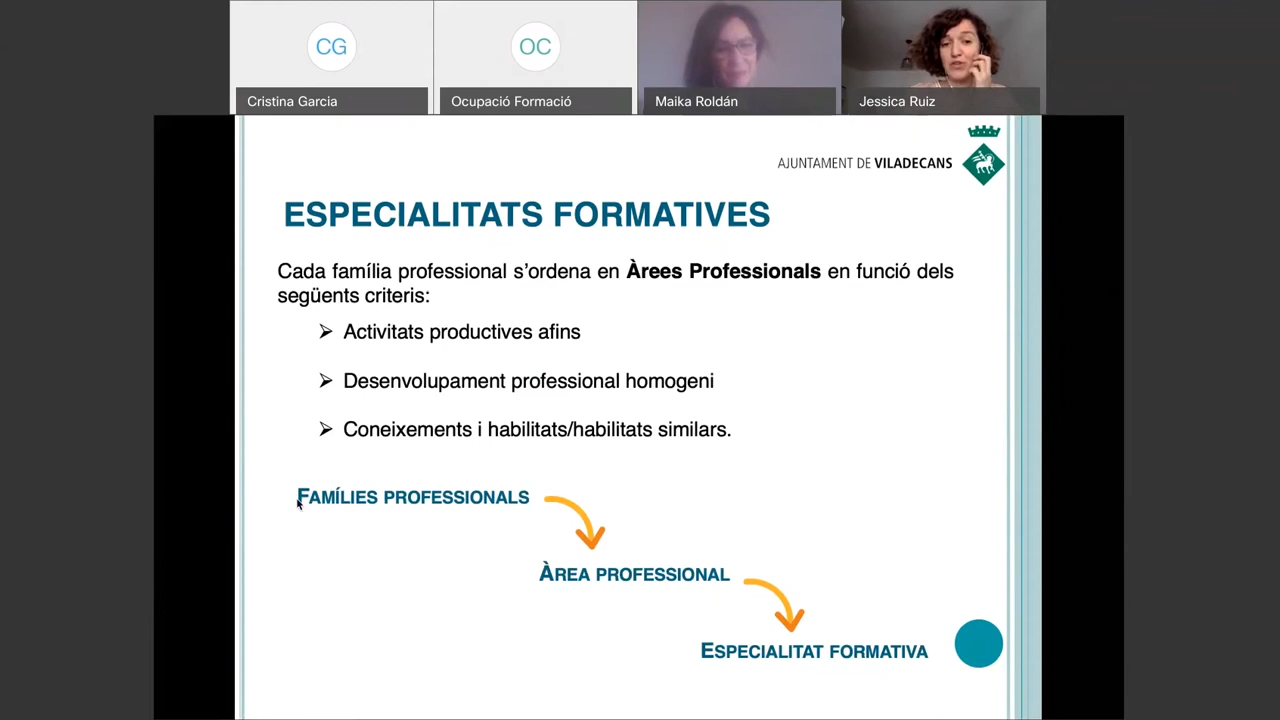 CG
OC
Cristina Garcia
Ocupació Formació
Maika Roldán
Jessica Ruiz
AJUNTAMENT DE VILADECANS
ESPECIALITATS FORMATIVES
Cada família professional s’ordena en Àrees Professionals en funció dels
següents criteris:
Activitats productives afins
Desenvolupament professional homogeni
Coneixements i habilitats/habilitats similars.
FAMÍLIES PROFESSIONALS
ÀREA PROFESSIONAL
ESPECIALITAT FORMATIVA